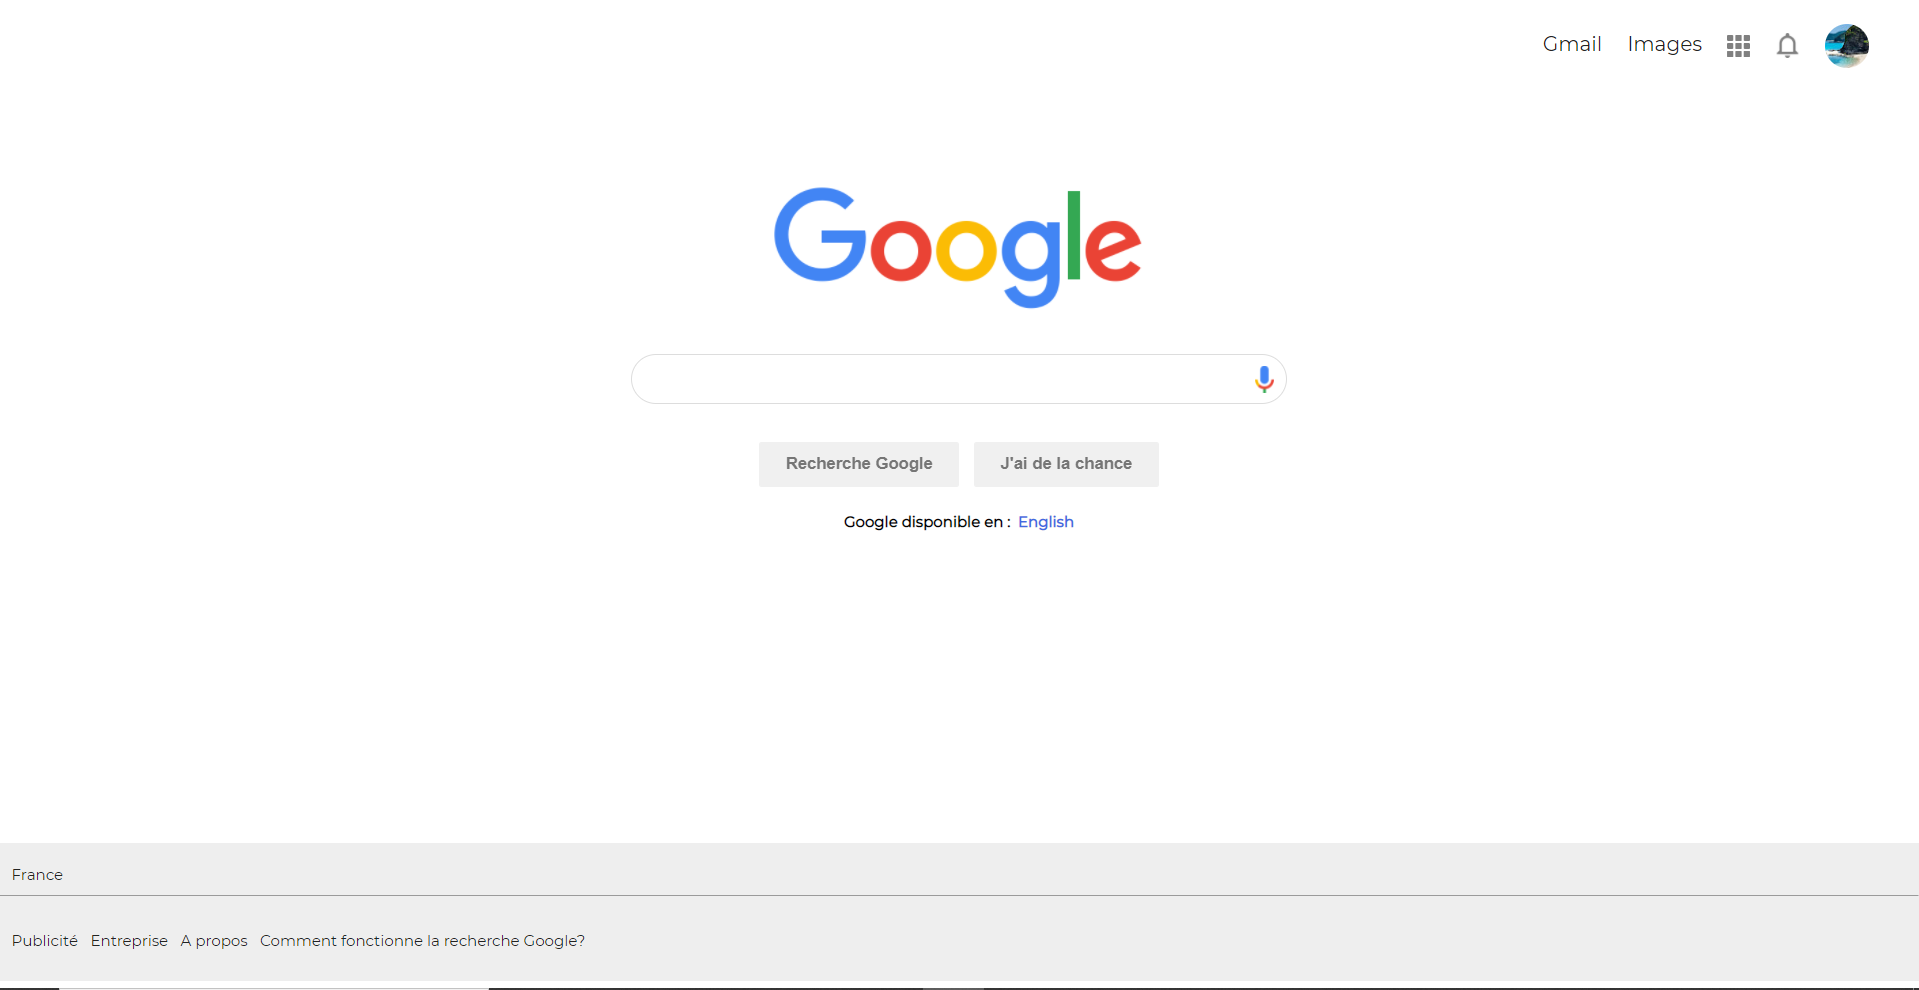 Gmail Images
Google
Recherche Google J'ai de la chance
Google disponible en : English
France
Publicité Entreprise A propos Comment fonctionne la recherche Google?